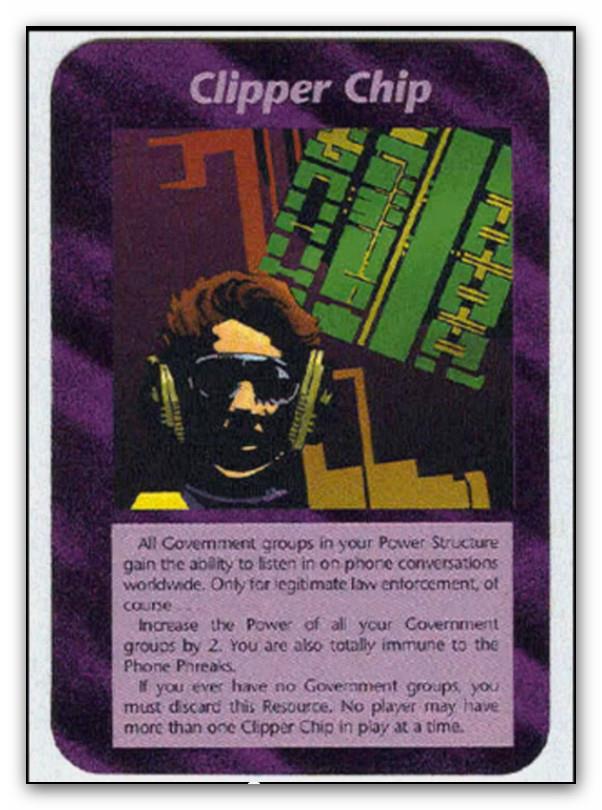 Clipper Chip
All Government groups in your Power Structure
gain the ability to listen in on phone conversations
worldwide. Only for legitimate law enforcement, of
course . . .
Increase the Power of all your Government
groups by 2. You are also totally immune to the
Phone Phreaks.
If you ever have no Government groups, you
must discard this Resource. No player may have
more than one Clipper Chip in play at a time.